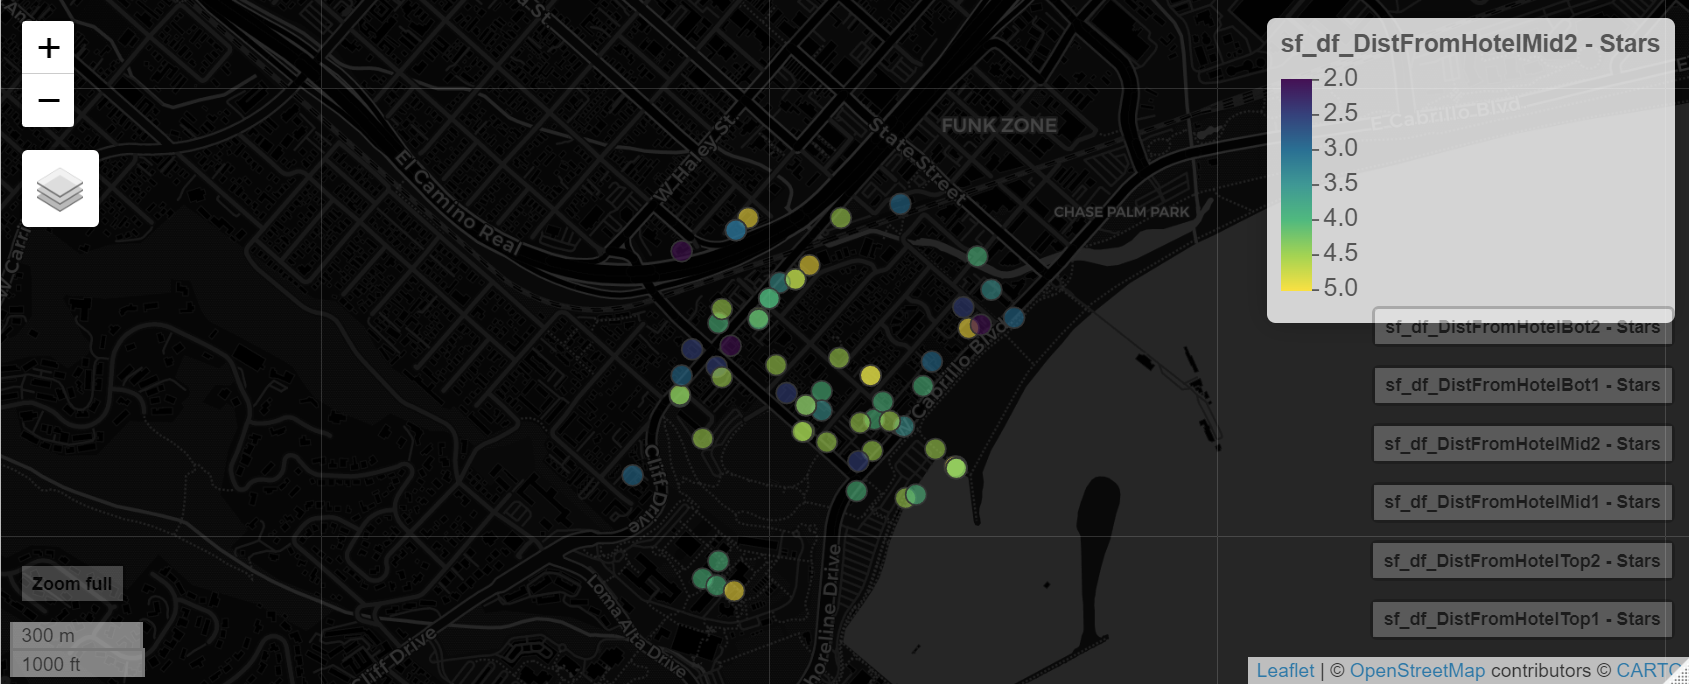 +
−
sf_df_DistFromHotelMid2 - Stars
2.0
2.5
3.0
3.5
4.0
4.5
5.0
E Cabrillo Blvd
FUNK ZONE
State Street
W Haley St
El Camino Real
CHASE PALM PARK
W Carri
Cabrillo Blvd
Cliff Drive
Loma Alta Drive
Cliff Drive
horeline Drive
sf_df_DistFromHotelBot2 - Stars
sf_df_DistFromHotelBot1 - Stars
sf_df_DistFromHotelMid2 - Stars
sf_df_DistFromHotelMid1 - Stars
sf_df_DistFromHotelTop2 - Stars
sf_df_DistFromHotelTop1 - Stars
Zoom full
300 m
1000 ft
Leaflet | © OpenStreetMap contributors © CARTO